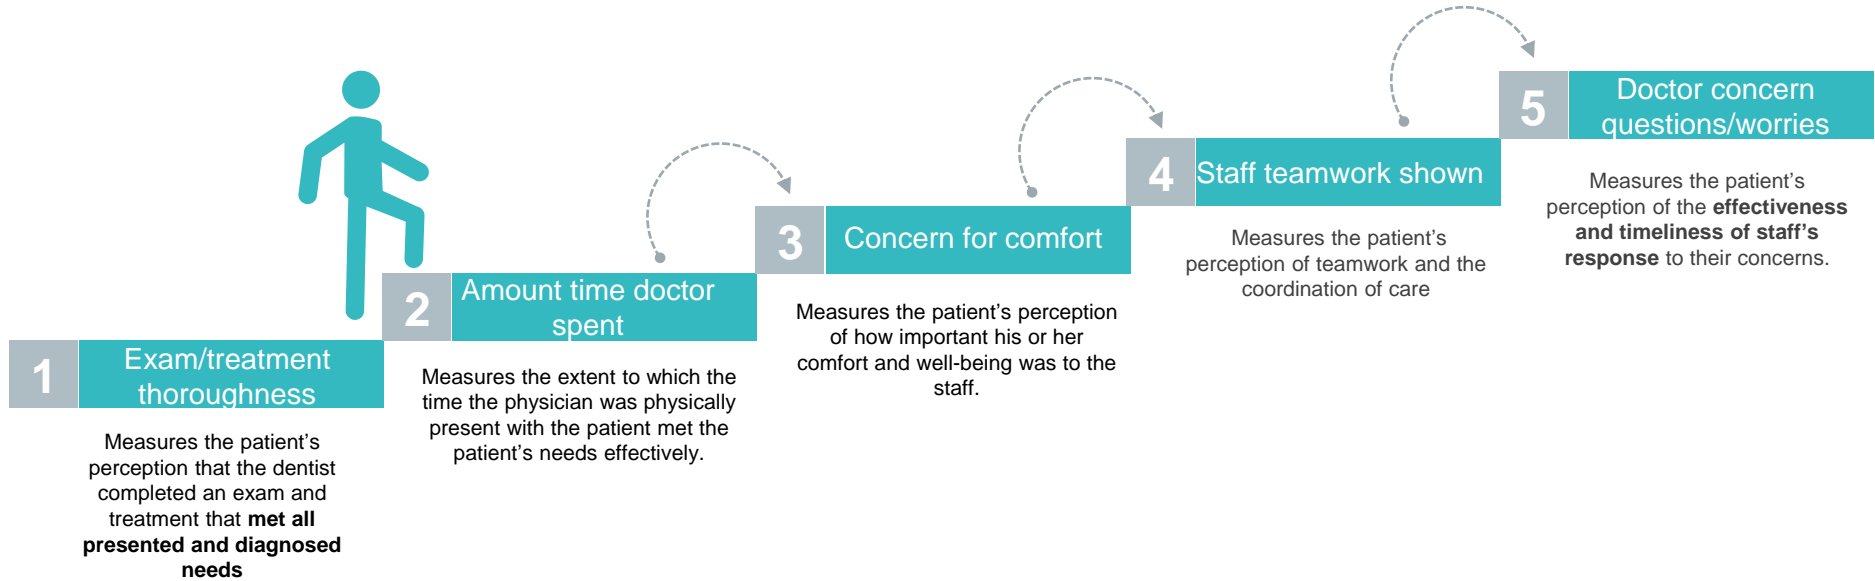 1
Exam/treatment
thoroughness
Measures the patient's
perception that the dentist
completed an exam and
treatment that met all
presented and diagnosed
needs
2
Amount time doctor
spent
Measures the extent to which the
time the physician was physically
present with the patient met the
patient's needs effectively.
3
Concern for comfort
Measures the patient's perception
of how important his or her
comfort and well-being was to the
staff.
4
Staff teamwork shown
Measures the patient's
perception of teamwork and the
coordination of care
5
Doctor concern
questions/worries
Measures the patient's
perception of the effectiveness
and timeliness of staff's
response to their concerns.